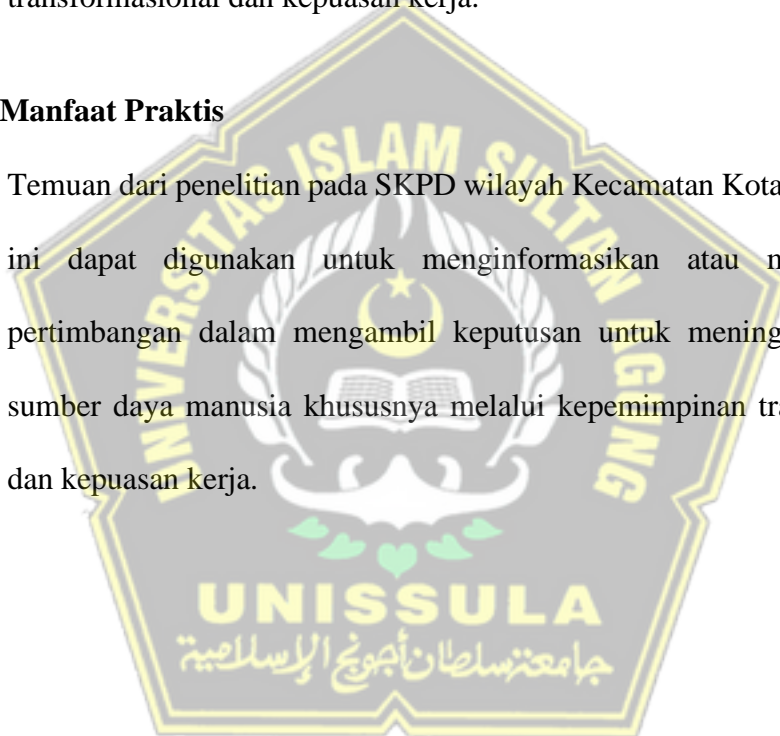 transformasional dan kepuasan kerja.
Manfaat Praktis
Temuan dari penelitian pada SKPD wilayah Kecamatan Kota
ini dapat digunakan untuk menginformasikan atau
pertimbangan dalam mengambil keputusan untuk
sumber daya manusia khususnya melalui kepemimpinan
dan kepuasan kerja.
UNIVERSITAS ISLAM SULTAN AGUNG
UNISSULA
جامعة سلطان أجونج الإسلامية